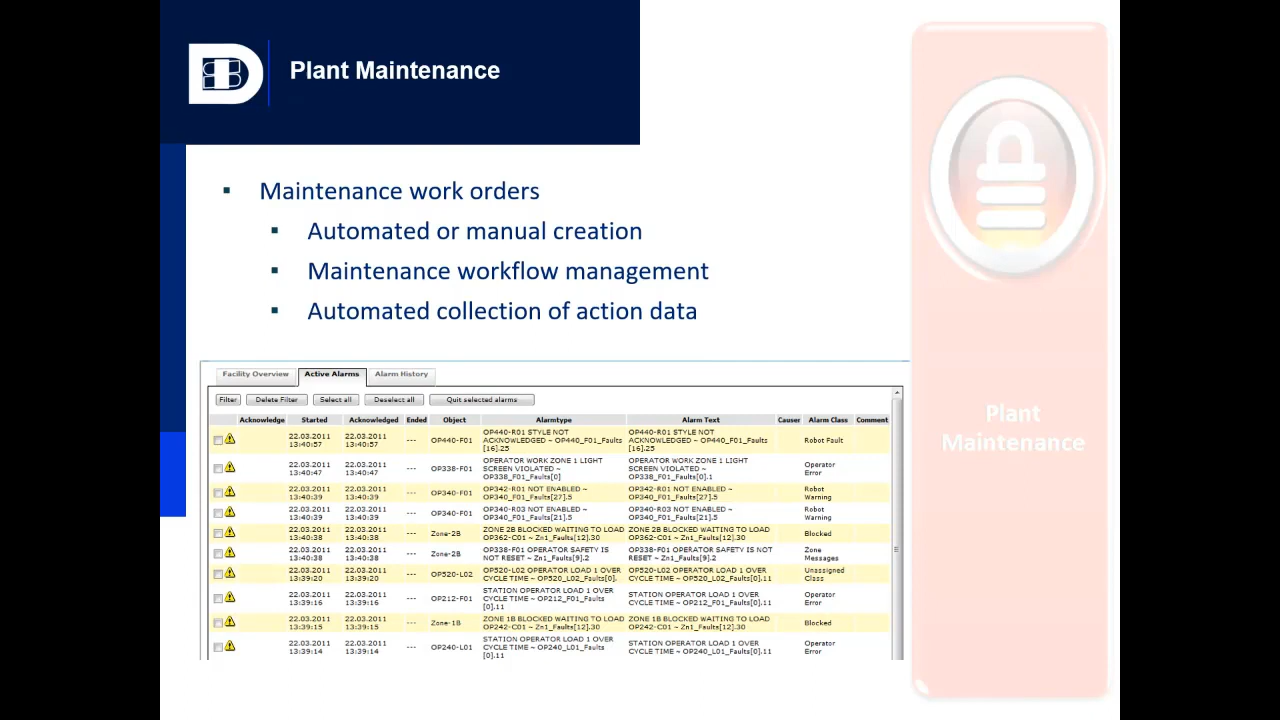 Plant Maintenance
Maintenance work orders
Automated or manual creation
Maintenance workflow management
Automated collection of action data
Plant
Maintenance
Facility Overview Active Alarms Alarm History
Filter Delete Filter Select all Deselect all Quit selected alarms
Acknowledge Started Acknowledged Ended Object Alarmtype Alarm Text Causer Alarm Class Comment
22.03.2011 22.03.2011 OP440-R01 STYLE NOT OP440-R01 STYLE NOT
13:40:57 13:40:57 --- OP440-F01 ACKNOWLEDGED ~ OP440_F01_Faults ACKNOWLEDGED ~ OP440_F01_Faults Robot Fault
[16].25 [16].25
22.03.2011 22.03.2011 OPERATOR WORK ZONE 1 LIGHT OPERATOR WORK ZONE 1 LIGHT Operator
13:40:47 13:40:47 --- OP338-F01 SCREEN VIOLATED ~ SCREEN VIOLATED ~ Error
OP338_F01_Faults[0] OP338_F01_Faults[0].1
22.03.2011 22.03.2011 --- OP340-F01 OP342-R01 NOT ENABLED ~ OP342-R01 NOT ENABLED ~ Robot
13:40:39 13:40:39 OP340_F01_Faults[27].5 OP340_F01_Faults[27].5 Warning
22.03.2011 22.03.2011 --- OP340-F01 OP340-R03 NOT ENABLED ~ OP340-R03 NOT ENABLED ~ Robot
13:40:39 13:40:39 OP340_F01_Faults[21].5 OP340_F01_Faults[21].5 Warning
22.03.2011 22.03.2011 --- Zone-2B ZONE 2B BLOCKED WAITING TO LOAD ZONE 2B BLOCKED WAITING TO LOAD Blocked
13:40:38 13:40:38 OP362-C01 ~ Zn1_Faults[12].30 OP362-C01 ~ Zn1_Faults[12].30
22.03.2011 22.03.2011 --- Zone-2B OP338-F01 OPERATOR SAFETY IS OP338-F01 OPERATOR SAFETY IS NOT Zone
13:40:38 13:40:38 NOT RESET ~ Zn1_Faults[9].2 RESET ~ Zn1_Faults[9].2 Messages
22.03.2011 22.03.2011 --- OP520-L02 OP520-L02 OPERATOR LOAD 1 OVER OP520-L02 OPERATOR LOAD 1 OVER Unassigned
13:39:20 13:39:20 CYCLE TIME ~ OP520_L02_Faults[0]. CYCLE TIME ~ OP520_L02_Faults[0].11 Class
22.03.2011 22.03.2011 STATION OPERATOR LOAD 1 OVER STATION OPERATOR LOAD 1 OVER Operator
13:39:16 13:39:16 --- OP212-F01 CYCLE TIME ~ OP212_F01_Faults CYCLE TIME ~ OP212_F01_Faults[0].11 Error
[0].11
22.03.2011 22.03.2011 --- Zone-1B ZONE 1B BLOCKED WAITING TO LOAD ZONE 1B BLOCKED WAITING TO LOAD Blocked
13:39:15 13:39:15 OP242-C01 ~ Zn1_Faults[12].30 OP242-C01 ~ Zn1_Faults[12].30
22.03.2011 22.03.2011 STATION OPERATOR LOAD 1 OVER STATION OPERATOR LOAD 1 OVER Operator
13:39:14 13:39:14 --- OP240-L01 CYCLE TIME ~ OP240_L01_Faults CYCLE TIME ~ OP240_L01_Faults[0].11 Error
[0].11